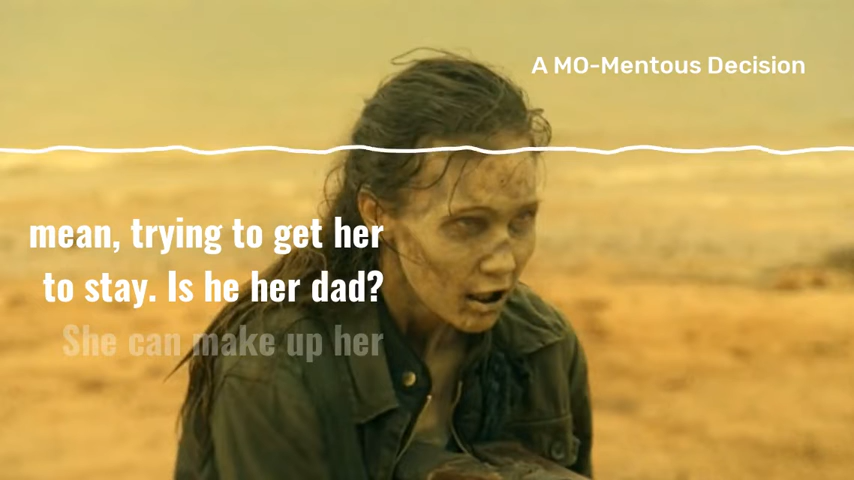 A MO-Mentous Decision
mean, trying to get her
to stay. Is he her dad?
She can make up her